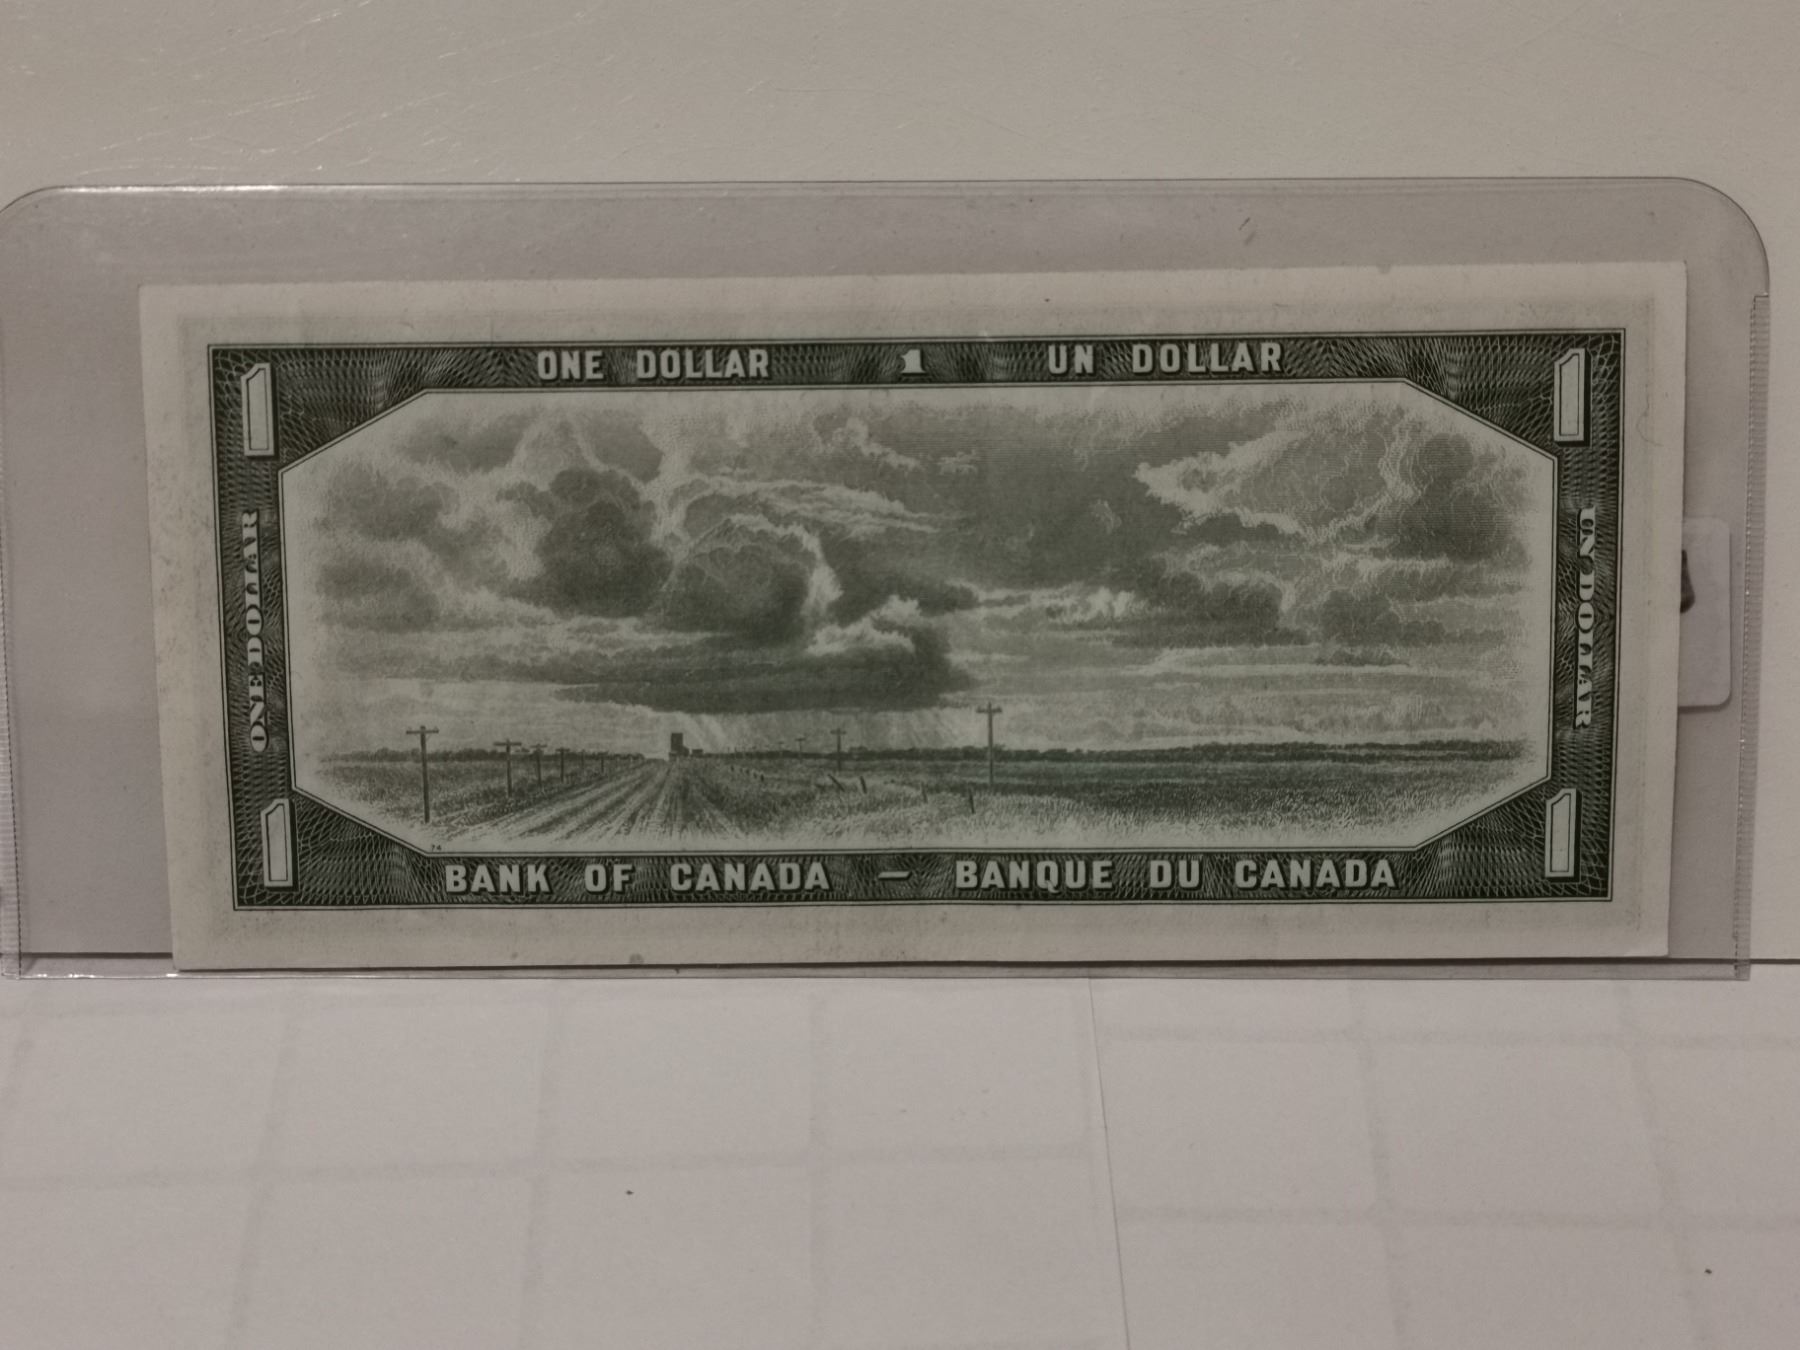 ONE DOLLAR 1 UN DOLLAR
1 1
ONE DOLLAR
UN DOLLAR
1 1
74
BANK OF CANADA — BANQUE DU CANADA